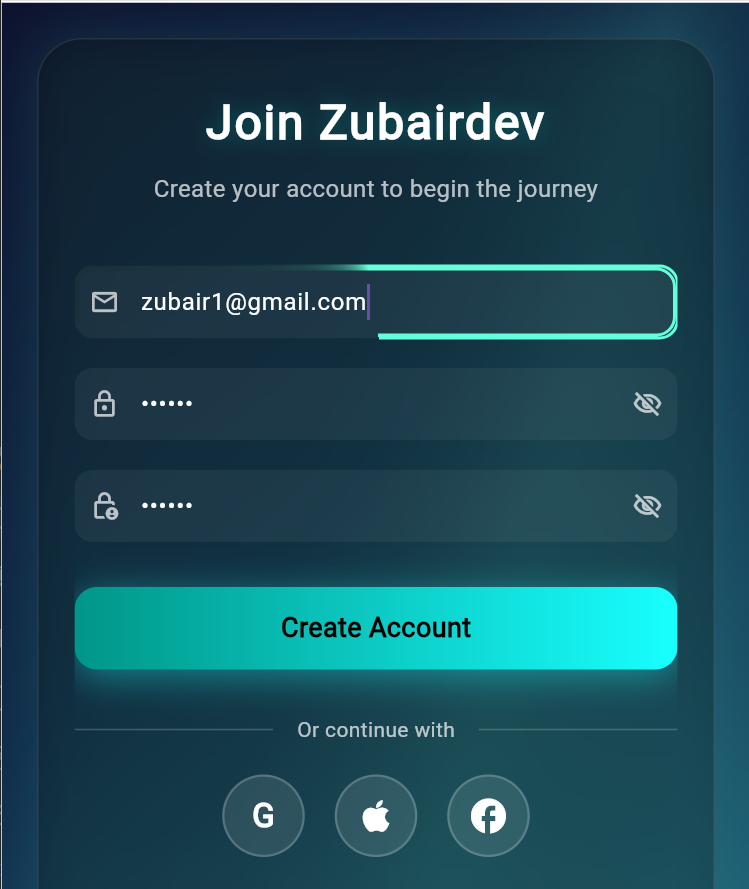 Join Zubairdev
Create your account to begin the journey
zubair1@gmail.com
••••••
••••••
Create Account
Or continue with
G